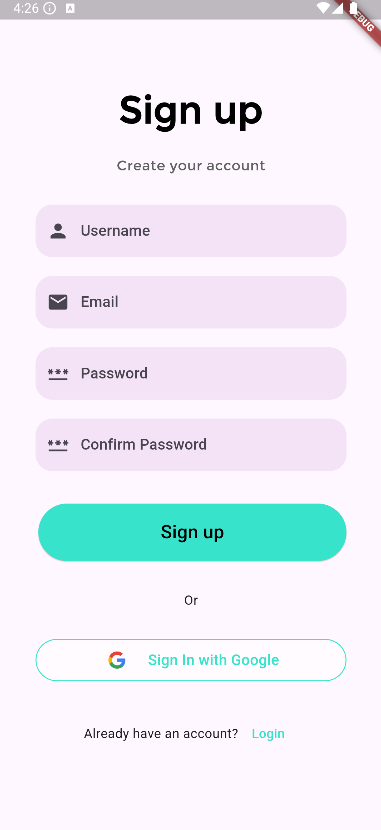 4:26
EBUG
Sign up
Create your account
Username
Email
Password
Confirm Password
Sign up
Or
Sign In with Google
Already have an account? Login